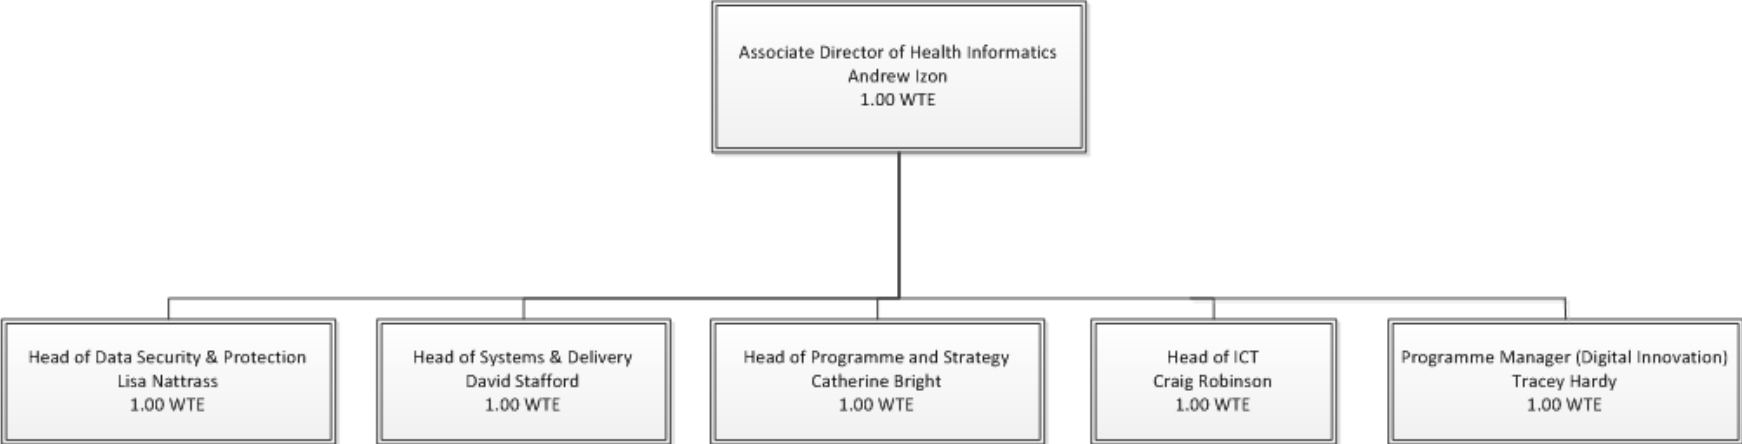 Associate Director of Health Informatics
Andrew Izon
1.00 WTE
Head of Data Security & Protection
Lisa Nattrass
1.00 WTE
Head of Systems & Delivery
David Stafford
1.00 WTE
Head of Programme and Strategy
Catherine Bright
1.00 WTE
Head of ICT
Craig Robinson
1.00 WTE
Programme Manager (Digital Innovation)
Tracey Hardy
1.00 WTE